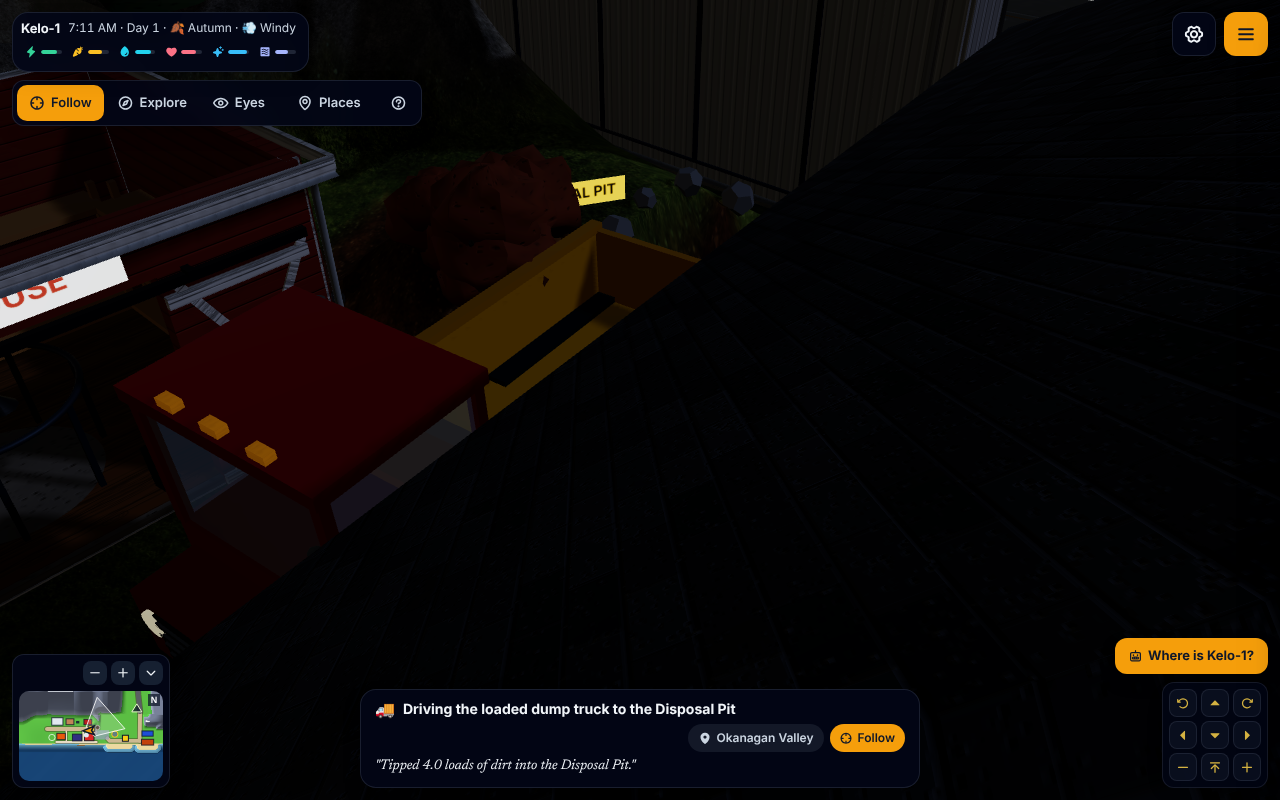 Kelo-1 7:11 AM · Day 1 · 🍂 Autumn · 💨 Windy
Follow Explore Eyes Places
AL PIT
USE
Where is Kelo-1?
N
🚚 Driving the loaded dump truck to the Disposal Pit
Okanagan Valley Follow
"Tipped 4.0 loads of dirt into the Disposal Pit."